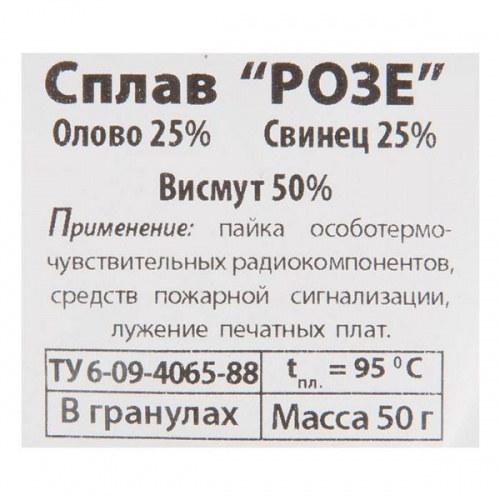 Сплав “РОЗЕ”
Олово 25% Свинец 25%
Висмут 50%
Применение: пайка особотермо-
чувствительных радиокомпонентов,
средств пожарной сигнализации,
лужение печатных плат.
ТУ 6-09-4065-88 tпл. = 95 ⁰ C
В гранулах Масса 50 г